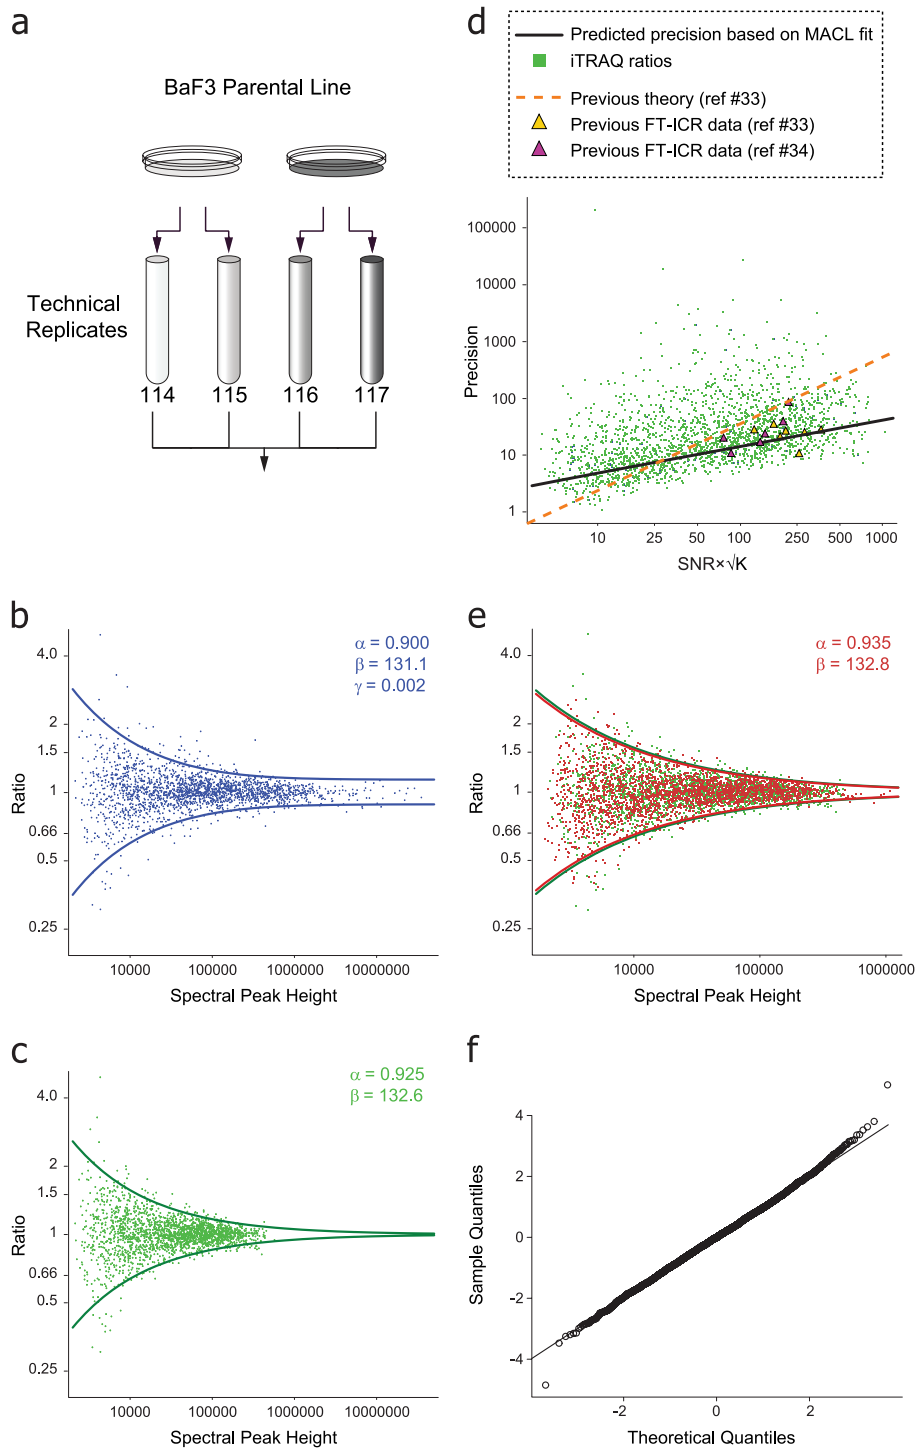 a
BaF3 Parental Line
Technical
Replicates
114
115
116
117
d
Predicted precision based on MACL fit
iTRAQ ratios
Previous theory (ref #33)
Previous FT-ICR data (ref #33)
Previous FT-ICR data (ref #34)
Precision
100000
10000
1000
100
10
1
10
25
50
100
250
500
1000
SNR×√K
b
α = 0.900
β = 131.1
γ = 0.002
Ratio
4.0
2
1.5
1
0.66
0.5
0.25
10000
100000
1000000
10000000
Spectral Peak Height
e
α = 0.935
β = 132.8
Ratio
4.0
2
1.5
1
0.66
0.5
0.25
10000
100000
1000000
Spectral Peak Height
c
α = 0.925
β = 132.6
Ratio
4.0
2
1.5
1
0.66
0.5
0.25
10000
100000
1000000
10000000
Spectral Peak Height
f
Sample Quantiles
4
2
0
−2
−4
−2
0
2
Theoretical Quantiles